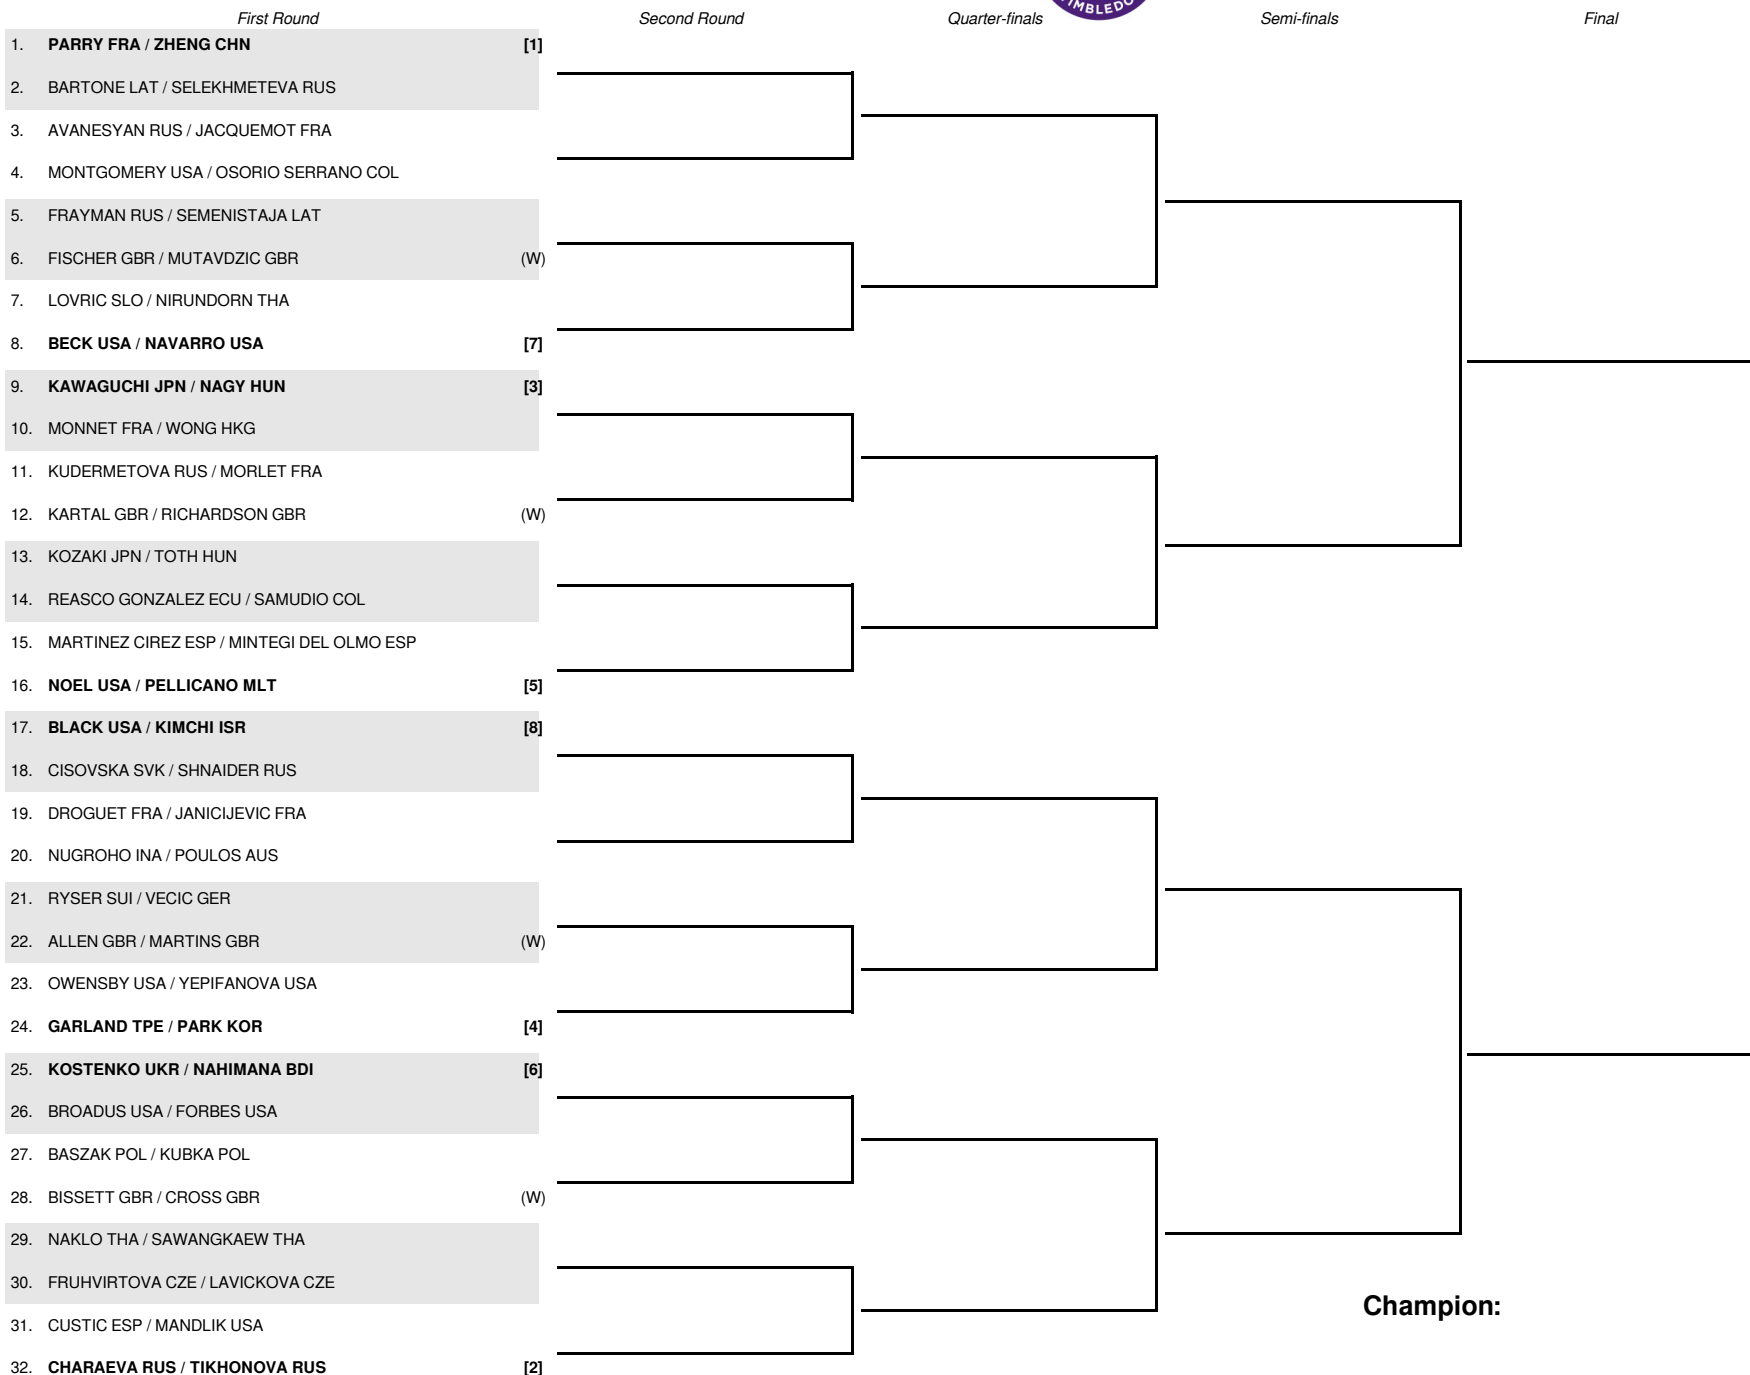 WIMBLEDO
First Round Second Round Quarter-finals Semi-finals Final
1. PARRY FRA / ZHENG CHN [1]
2. BARTONE LAT / SELEKHMETEVA RUS
3. AVANESYAN RUS / JACQUEMOT FRA
4. MONTGOMERY USA / OSORIO SERRANO COL
5. FRAYMAN RUS / SEMENISTAJA LAT
6. FISCHER GBR / MUTAVDZIC GBR (W)
7. LOVRIC SLO / NIRUNDORN THA
8. BECK USA / NAVARRO USA [7]
9. KAWAGUCHI JPN / NAGY HUN [3]
10. MONNET FRA / WONG HKG
11. KUDERMETOVA RUS / MORLET FRA
12. KARTAL GBR / RICHARDSON GBR (W)
13. KOZAKI JPN / TOTH HUN
14. REASCO GONZALEZ ECU / SAMUDIO COL
15. MARTINEZ CIREZ ESP / MINTEGI DEL OLMO ESP
16. NOEL USA / PELLICANO MLT [5]
17. BLACK USA / KIMCHI ISR [8]
18. CISOVSKA SVK / SHNAIDER RUS
19. DROGUET FRA / JANICIJEVIC FRA
20. NUGROHO INA / POULOS AUS
21. RYSER SUI / VECIC GER
22. ALLEN GBR / MARTINS GBR (W)
23. OWENSBY USA / YEPIFANOVA USA
24. GARLAND TPE / PARK KOR [4]
25. KOSTENKO UKR / NAHIMANA BDI [6]
26. BROADUS USA / FORBES USA
27. BASZAK POL / KUBKA POL
28. BISSETT GBR / CROSS GBR (W)
29. NAKLO THA / SAWANGKAEW THA
30. FRUHVIRTOVA CZE / LAVICKOVA CZE
Champion:
31. CUSTIC ESP / MANDLIK USA
32. CHARAEVA RUS / TIKHONOVA RUS [2]